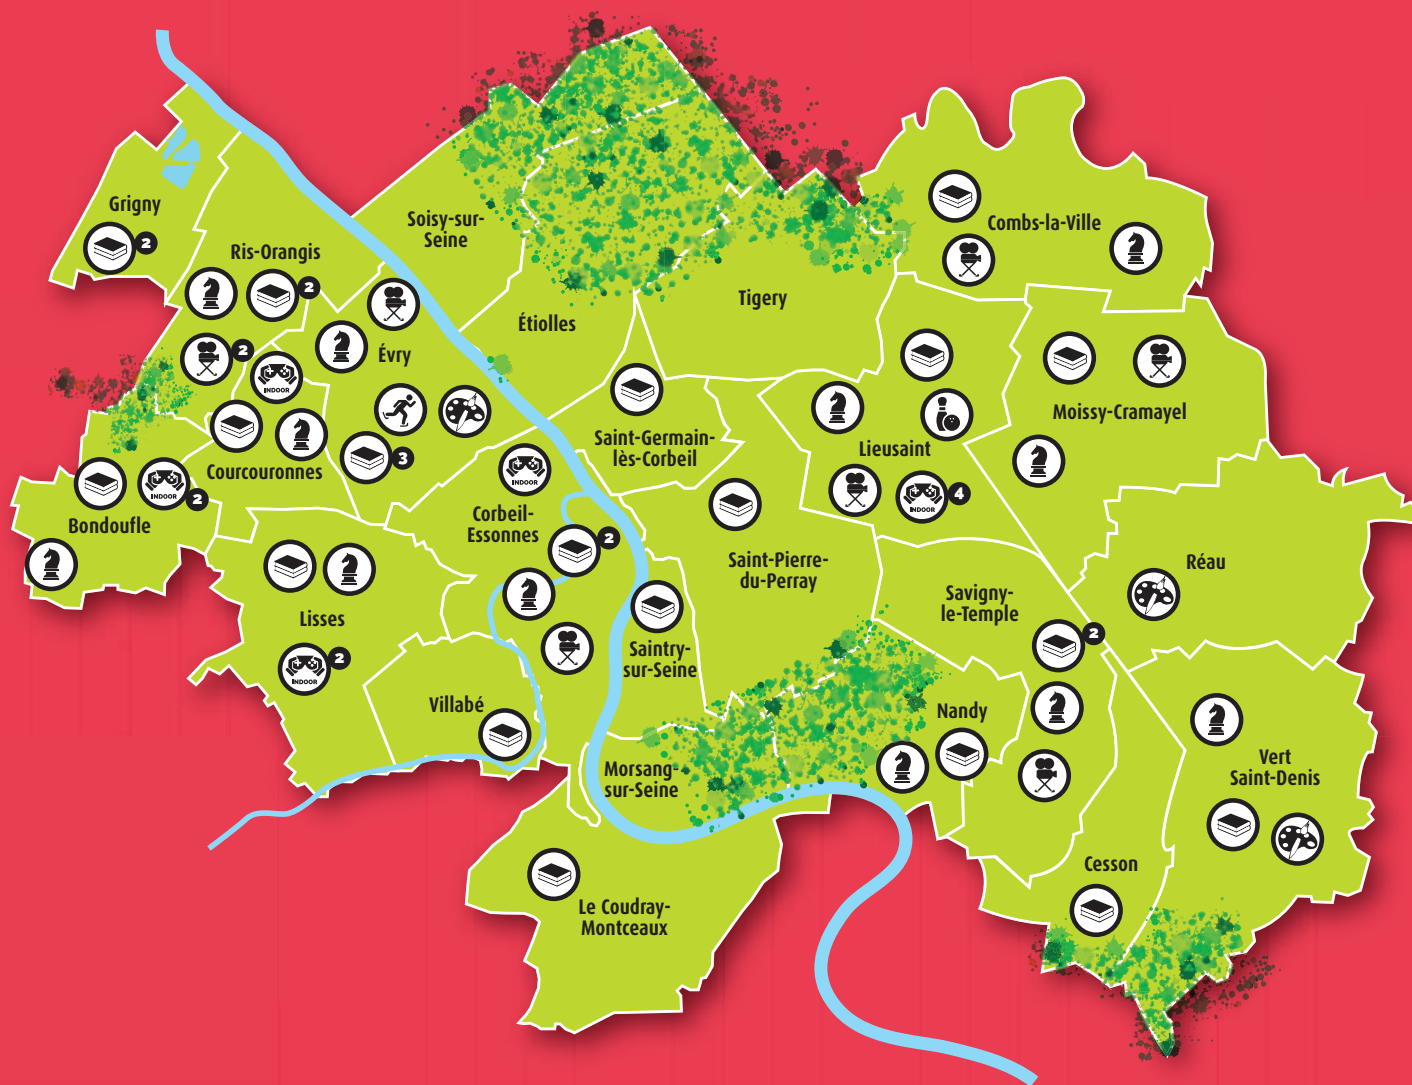 Grigny
2
Ris-Orangis
2
2
Soisy-sur-
Seine
Étiolles
Tigery
Combs-la-Ville
Évry
INDOOR
Courcouronnes
3
INDOOR
2
Bondoufle
INDOOR
Corbeil-
Essonnes
2
Saint-Germain-
lès-Corbeil
Lieusaint
INDOOR
4
Moissy-Cramayel
Saint-Pierre-
du-Perray
Réau
Savigny-
le-Temple
2
Lisses
INDOOR
2
Saintry-
sur-Seine
Villabé
Nandy
Morsang-
sur-Seine
Vert
Saint-Denis
Cesson
Le Coudray-
Montceaux